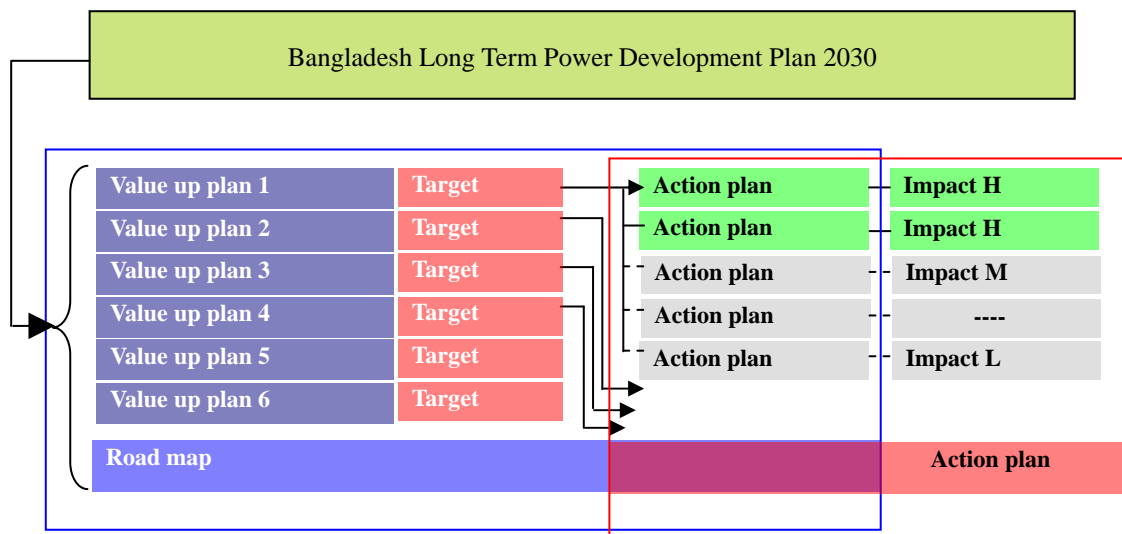 Bangladesh Long Term Power Development Plan 2030
Value up plan 1 Target Action plan Impact H
Value up plan 2 Target Action plan Impact H
Value up plan 3 Target Action plan Impact M
Value up plan 4 Target Action plan ----
Value up plan 5 Target Action plan Impact L
Value up plan 6 Target
Road map Action plan